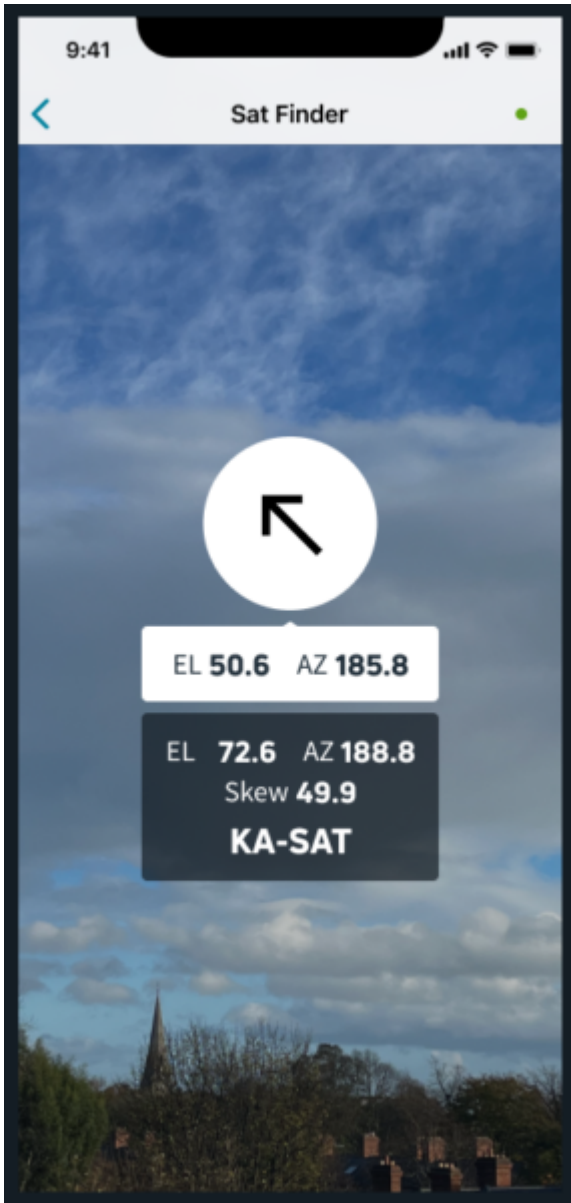 9:41
Sat Finder
EL 50.6 AZ 185.8
EL 72.6 AZ 188.8
Skew 49.9
KA-SAT